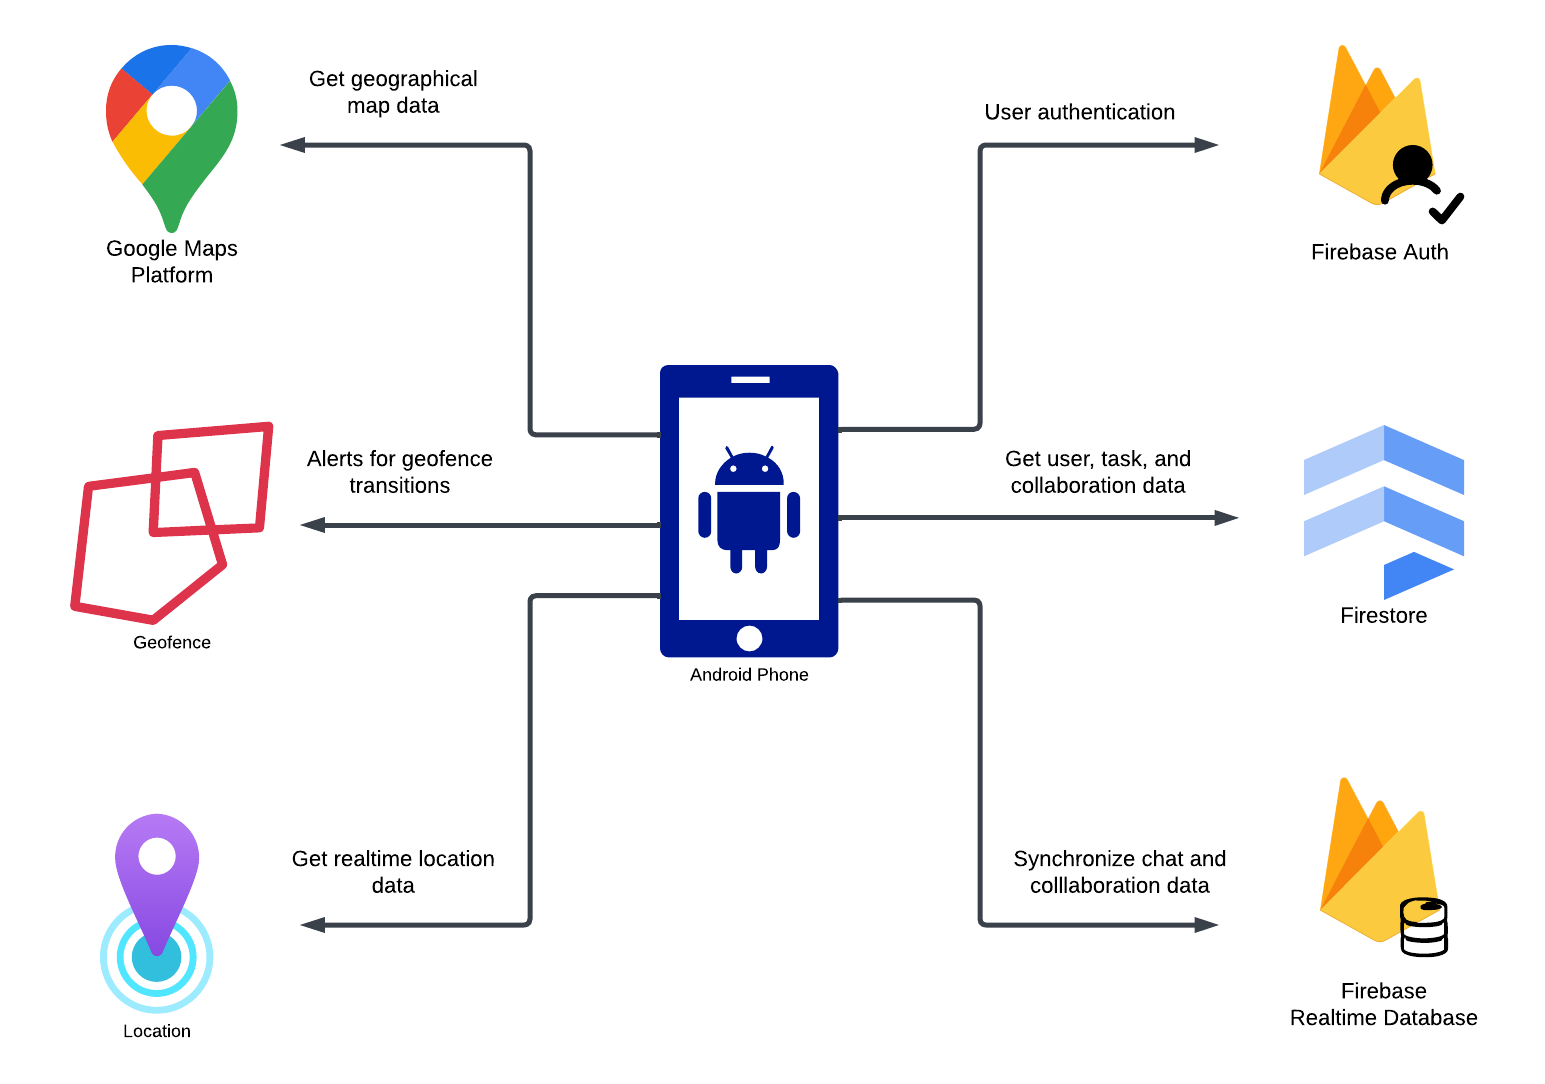 Get geographical
map data
User authentication
Google Maps
Platform
Firebase Auth
Alerts for geofence
transitions
Get user, task, and
collaboration data
Geofence
Android Phone
Firestore
Get realtime location
data
Synchronize chat and
colllaboration data
Location
Firebase
Realtime Database